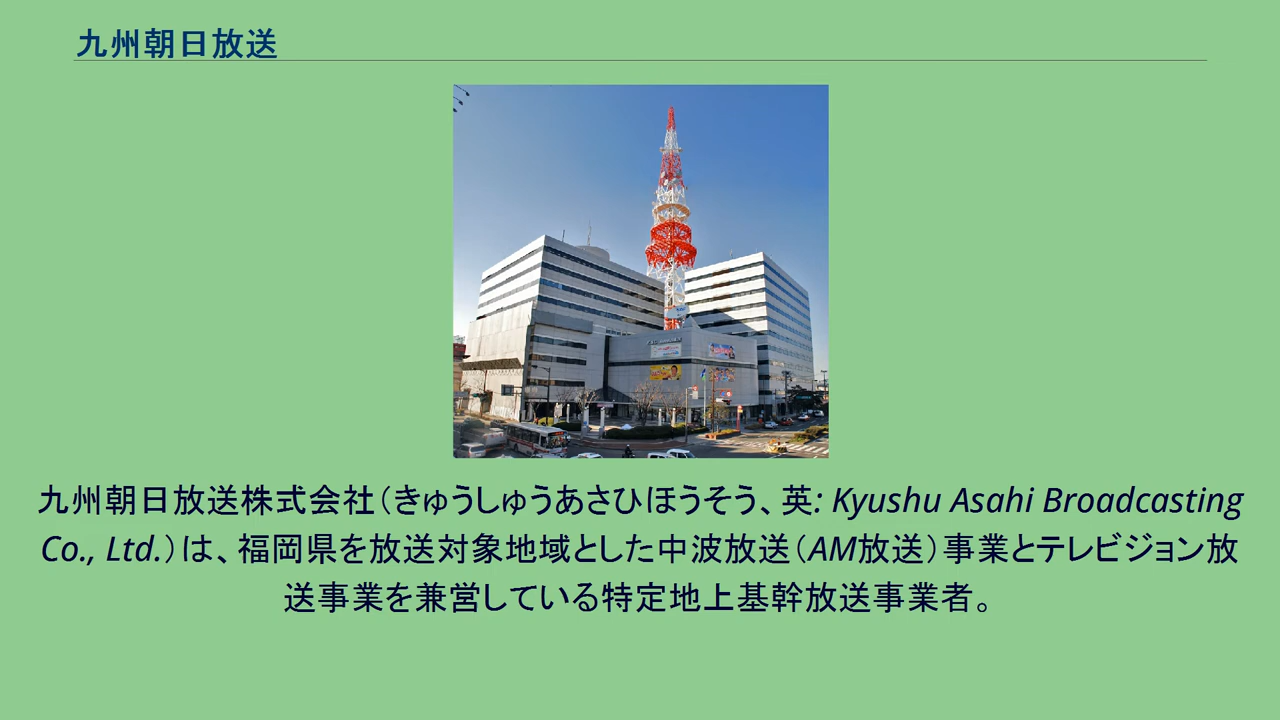 九州朝日放送
九州朝日放送株式会社（きゅうしゅうあさひほうそう、英: Kyushu Asahi Broadcasting
Co., Ltd.）は、福岡県を放送対象地域とした中波放送（AM放送）事業とテレビジョン放
送事業を兼営している特定地上基幹放送事業者。